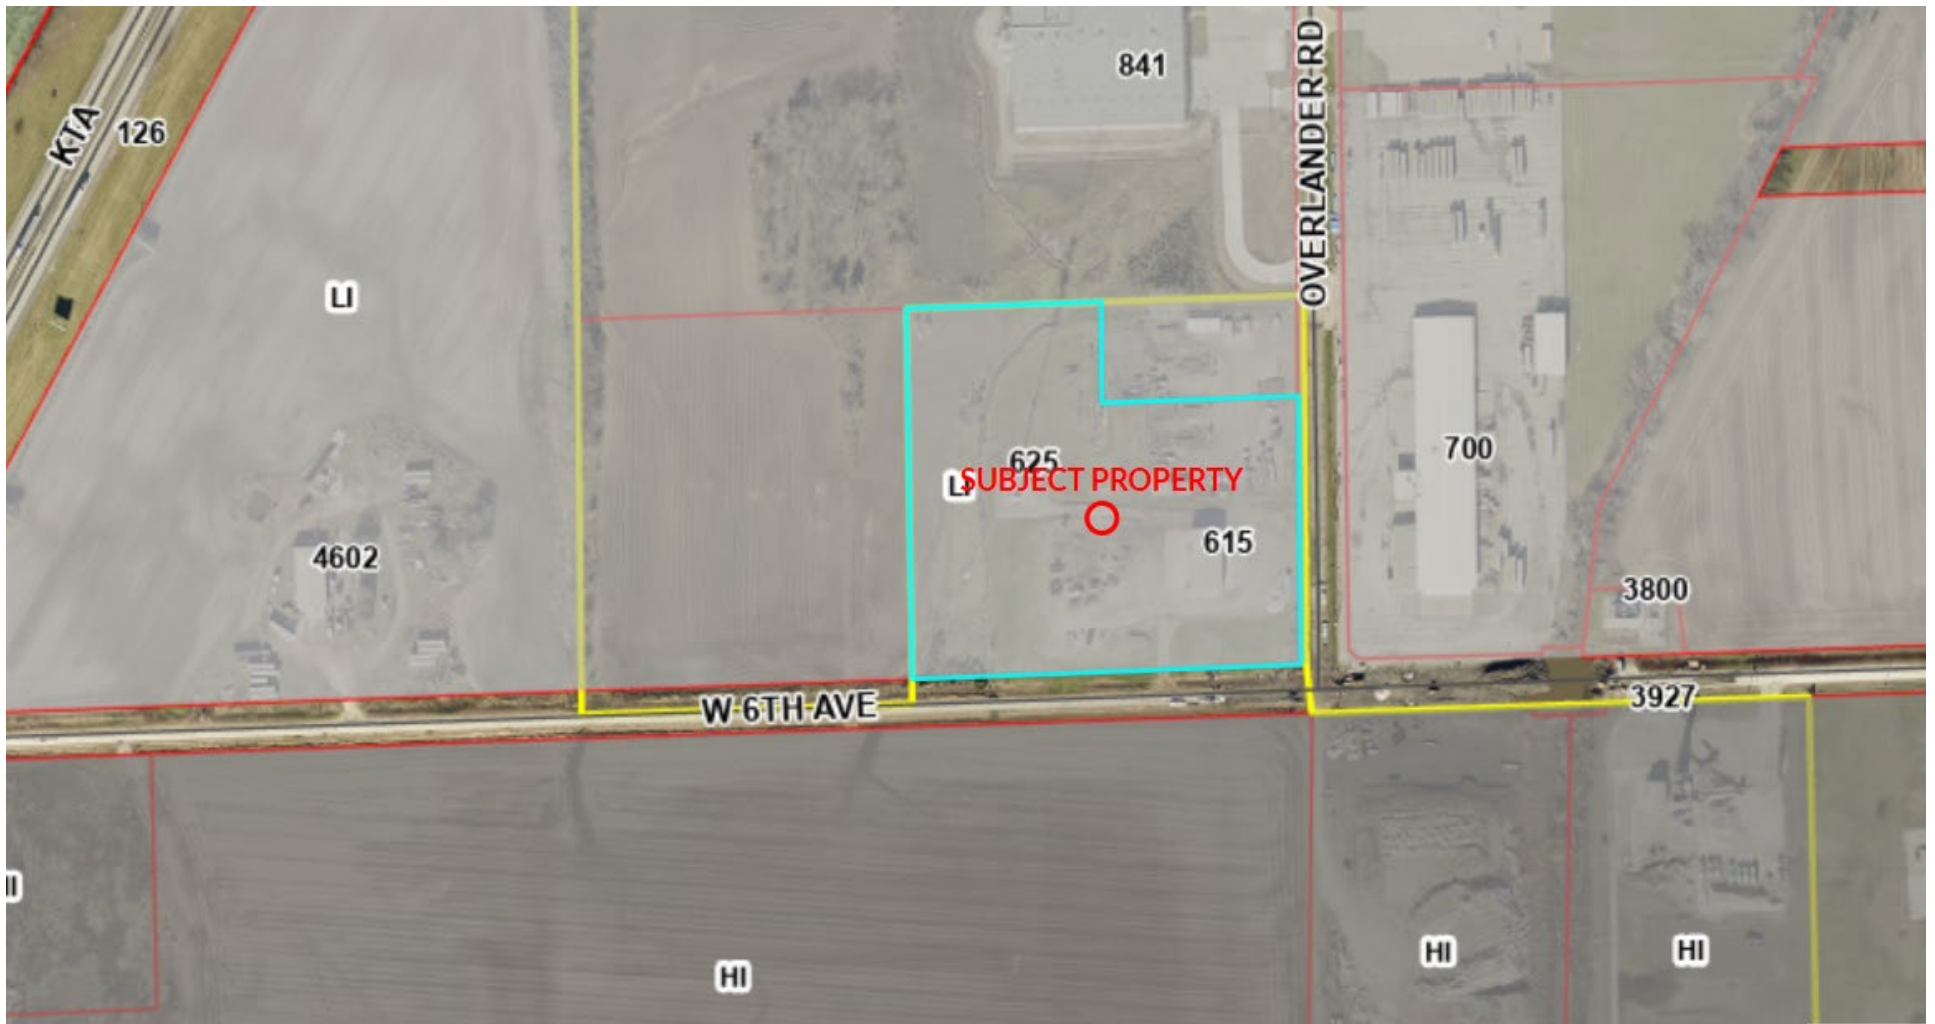 841
OVERLANDER RD
KTA
126
LI
625
LI
SUBJECT PROPERTY
700
615
4602
3800
W 6TH AVE
3927
HI
HI
HI